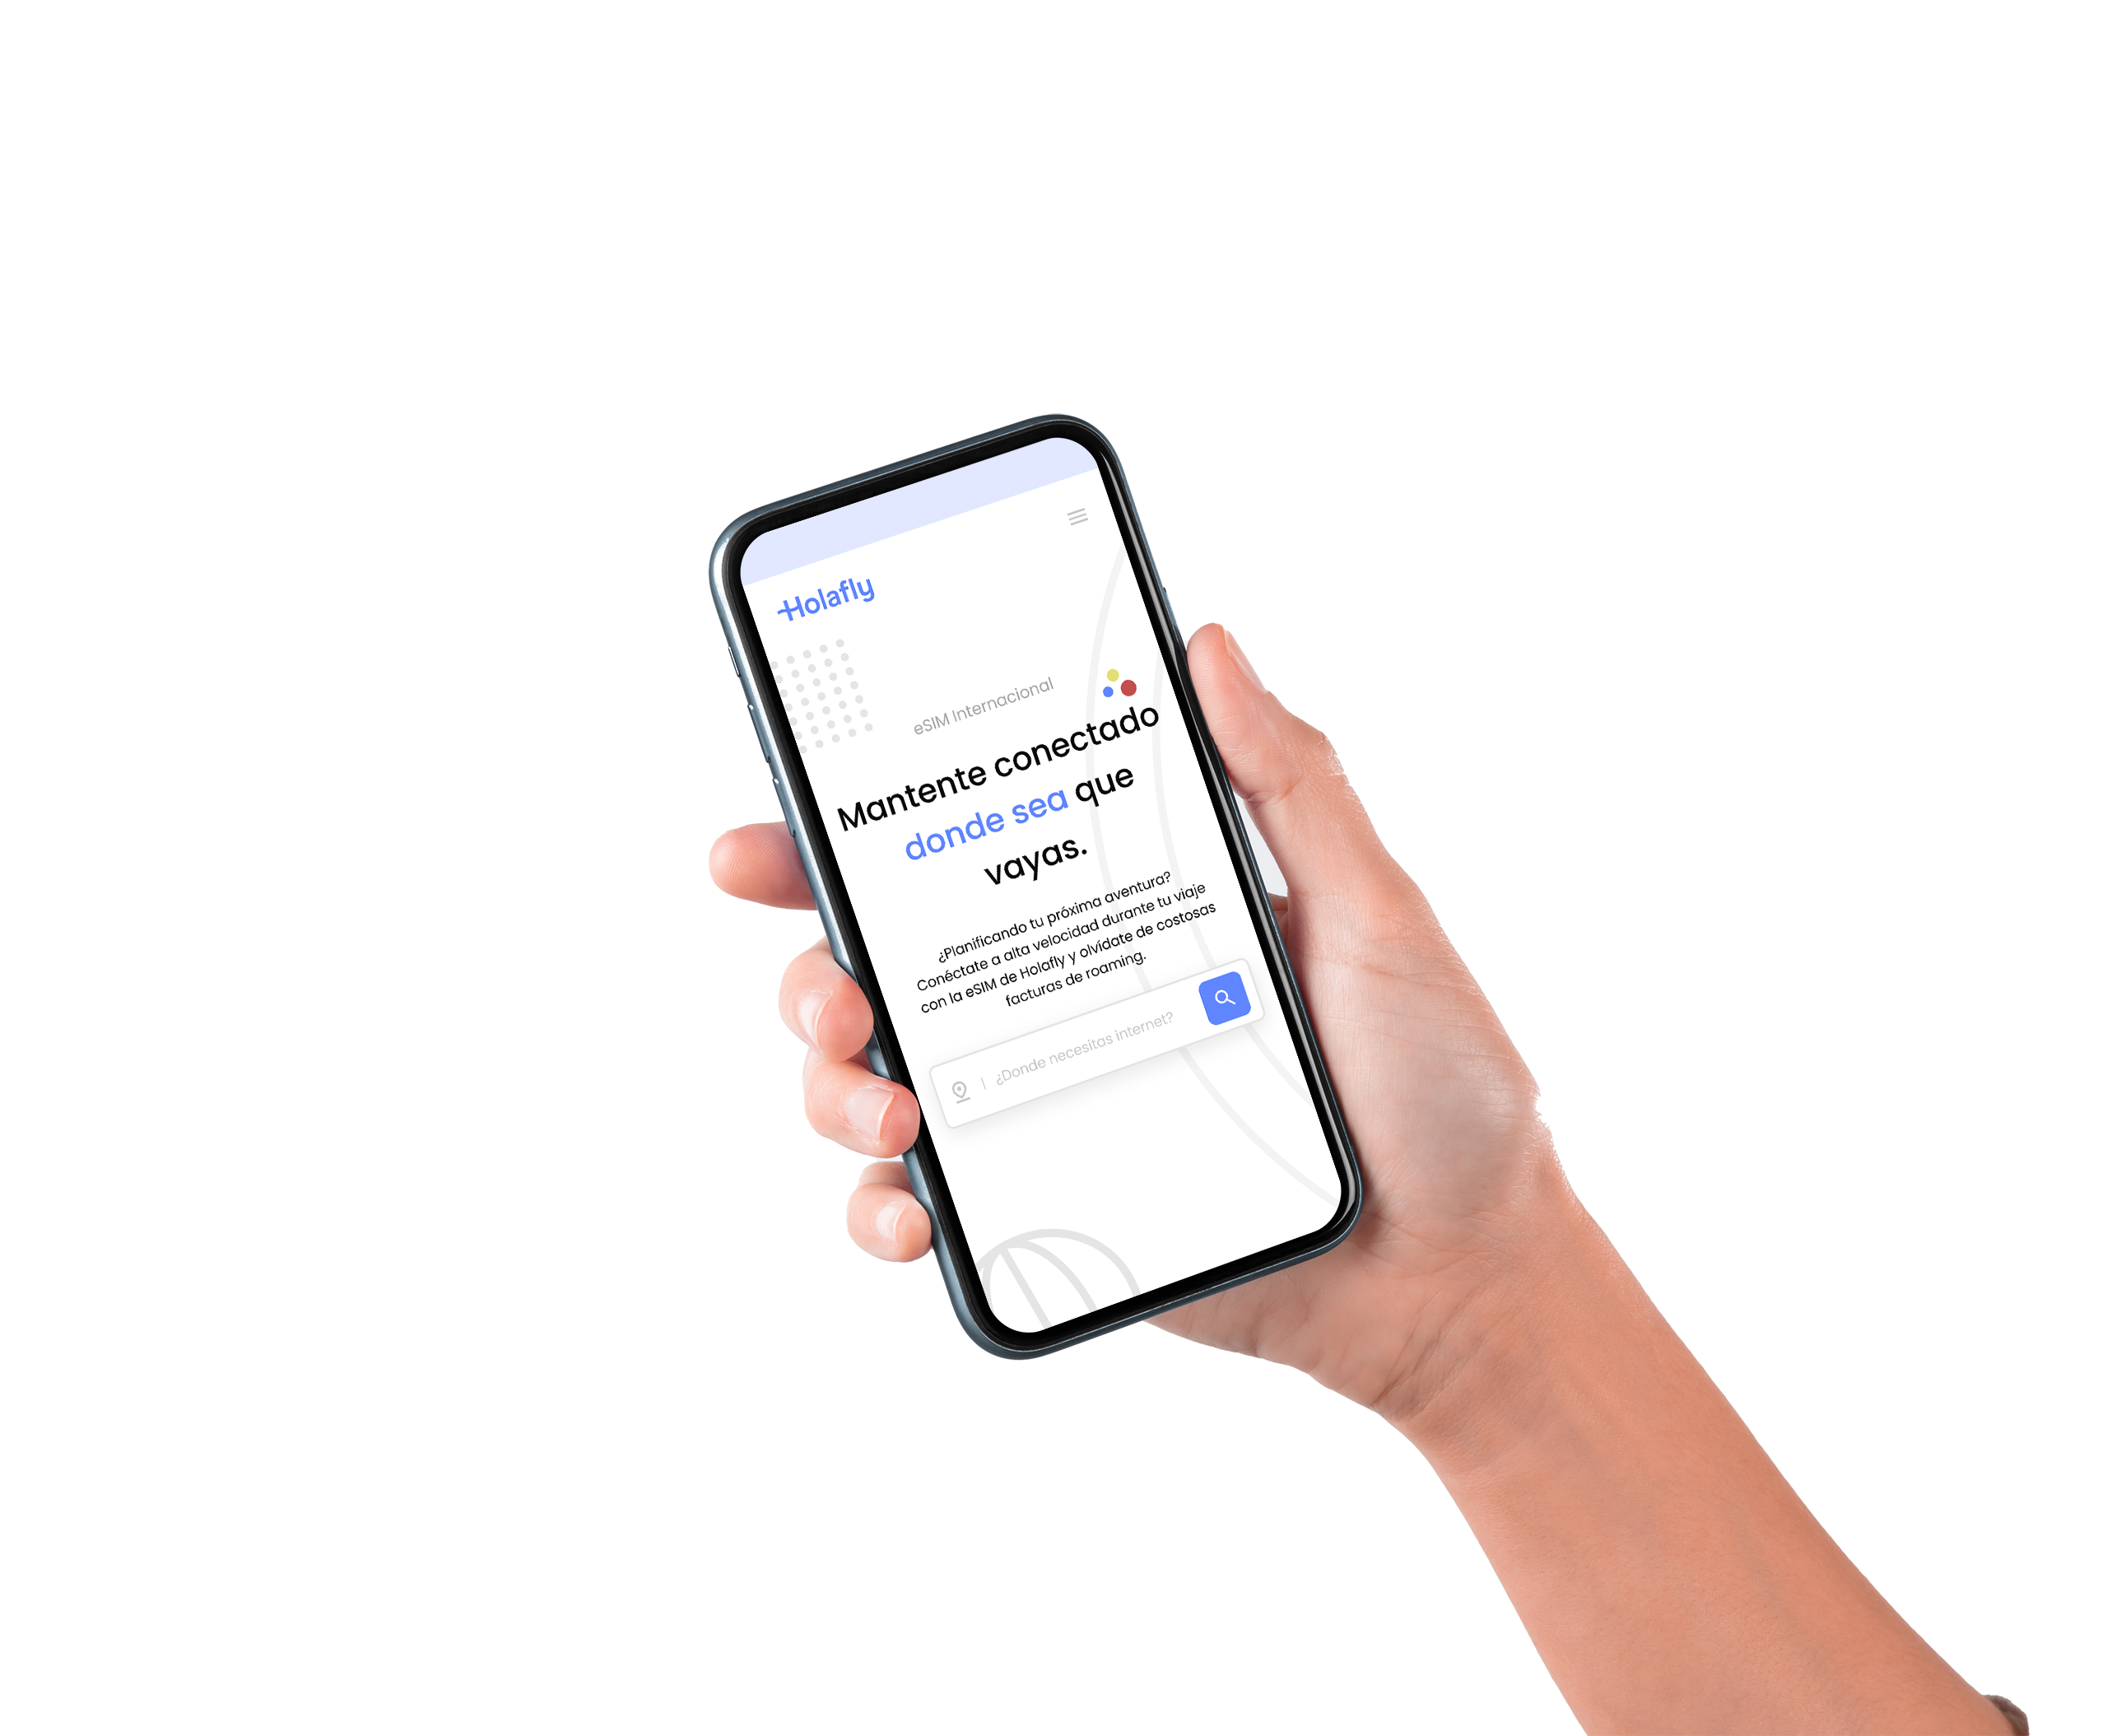 Holafly
eSIM Internacional
Mantente conectado
donde sea que
vayas.
¿Planificando tu próxima aventura?
Conéctate a alta velocidad durante tu viaje
con la eSIM de Holafly y olvídate de costosas
facturas de roaming.
¿Donde necesitas internet?